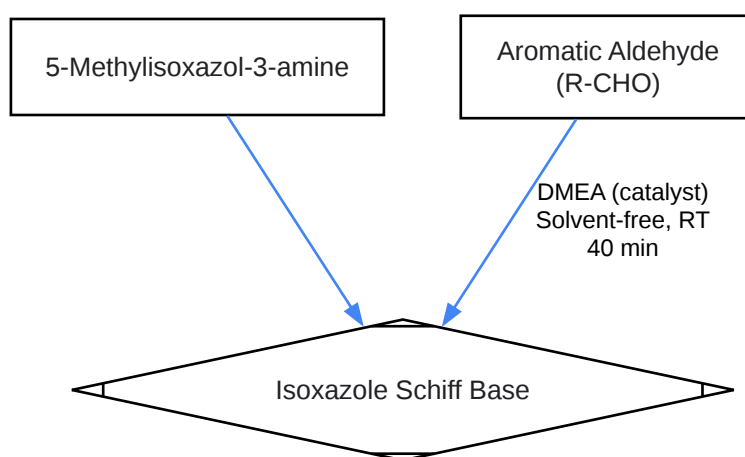 5-Methylisoxazol-3-amine
Aromatic Aldehyde
(R-CHO)
DMEA (catalyst)
Solvent-free, RT
40 min
Isoxazole Schiff Base